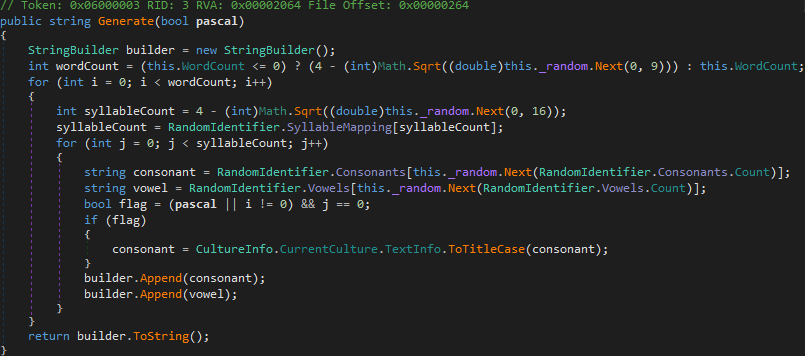 // Token: 0x06000003 RID: 3 RVA: 0x00002064 File Offset: 0x00000264
public string Generate(bool pascal)
{
    StringBuilder builder = new StringBuilder();
    int wordCount = (this.WordCount <= 0) ? (4 - (int)Math.Sqrt((double)this._random.Next(0, 9))) : this.WordCount;
    for (int i = 0; i < wordCount; i++)
    {
        int syllableCount = 4 - (int)Math.Sqrt((double)this._random.Next(0, 16));
        syllableCount = RandomIdentifier.SyllableMapping[syllableCount];
        for (int j = 0; j < syllableCount; j++)
        {
            string consonant = RandomIdentifier.Consonants[this._random.Next(RandomIdentifier.Consonants.Count)];
            string vowel = RandomIdentifier.Vowels[this._random.Next(RandomIdentifier.Vowels.Count)];
            bool flag = (pascal || i != 0) && j == 0;
            if (flag)
            {
                consonant = CultureInfo.CurrentCulture.TextInfo.ToTitleCase(consonant);
            }
            builder.Append(consonant);
            builder.Append(vowel);
        }
    }
    return builder.ToString();
}